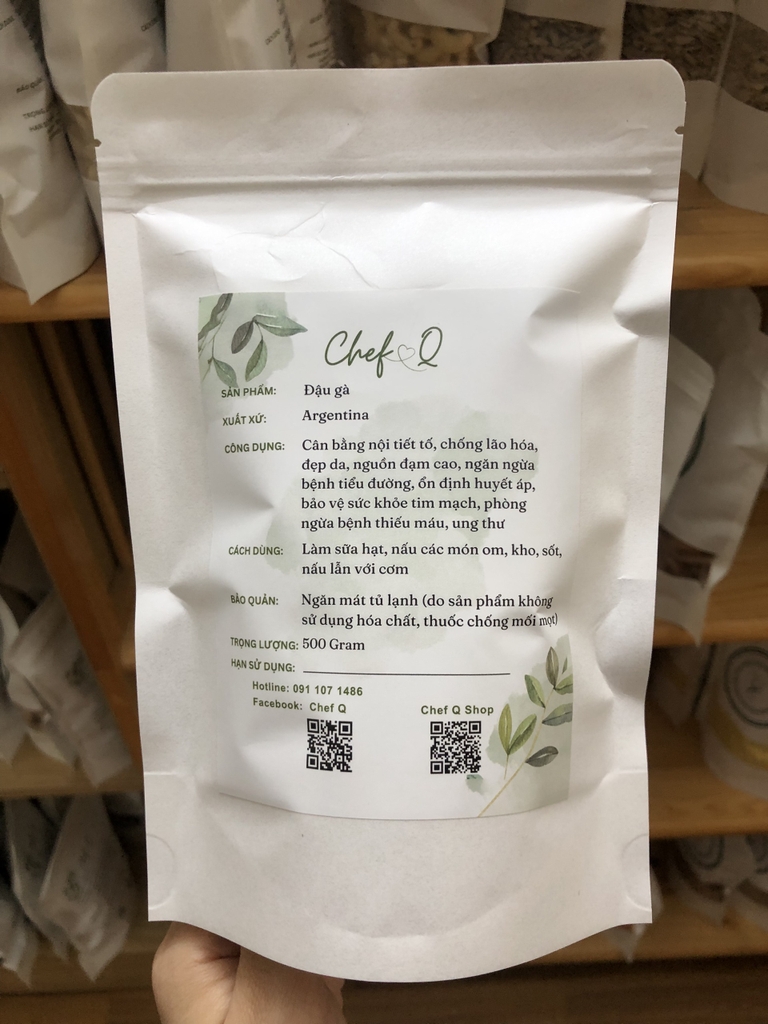 Chef Q
SẢN PHẨM: Đậu gà
XUẤT XỨ: Argentina
CÔNG DỤNG: Cân bằng nội tiết tố, chống lão hóa,
đẹp da, nguồn đạm cao, ngăn ngừa
bệnh tiểu đường, ổn định huyết áp,
bảo vệ sức khỏe tim mạch, phòng
ngừa bệnh thiếu máu, ung thư
CÁCH DÙNG: Làm sữa hạt, nấu các món om, kho, sốt,
nấu lẫn với cơm
BẢO QUẢN: Ngăn mát tủ lạnh (do sản phẩm không
sử dụng hóa chất, thuốc chống mối mọt)
TRỌNG LƯỢNG: 500 Gram
HẠN SỬ DỤNG:
Hotline: 091 107 1486
Facebook: Chef Q
Chef Q Shop